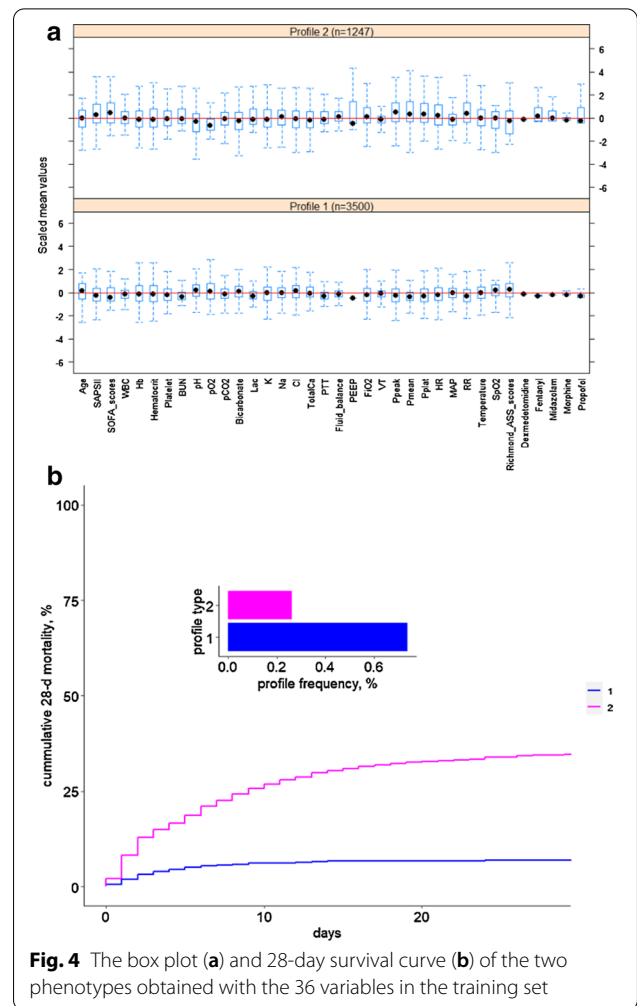 a
Profile 2 (n=1247)
6
4
2
0
-2
-4
-6
Scaled mean values
Profile 1 (n=3500)
6
4
2
0
-2
-4
-6
Age
SAPSII
SOFA_scores
WBC
Hb
Hematocrit
Platelet
BUN
pH
pO2
pCO2
Bicarbonate
Lac
K
Na
Cl
TotalCa
PTT
Fluid_balance
PEEP
FiO2
VT
Ppeak
Pmean
Pplat
HR
MAP
RR
Temperature
SpO2
Richmond_ASS_scores
Dexmedetomidine
Fentanyl
Midazolam
Morphine
Propofol
b
100
75
50
25
0
cummulative 28-d mortality, %
profile type
2
1
0.0 0.2 0.4 0.6
profile frequency, %
1
2
0 10 20
days
Fig. 4 The box plot (a) and 28-day survival curve (b) of the two
phenotypes obtained with the 36 variables in the training set